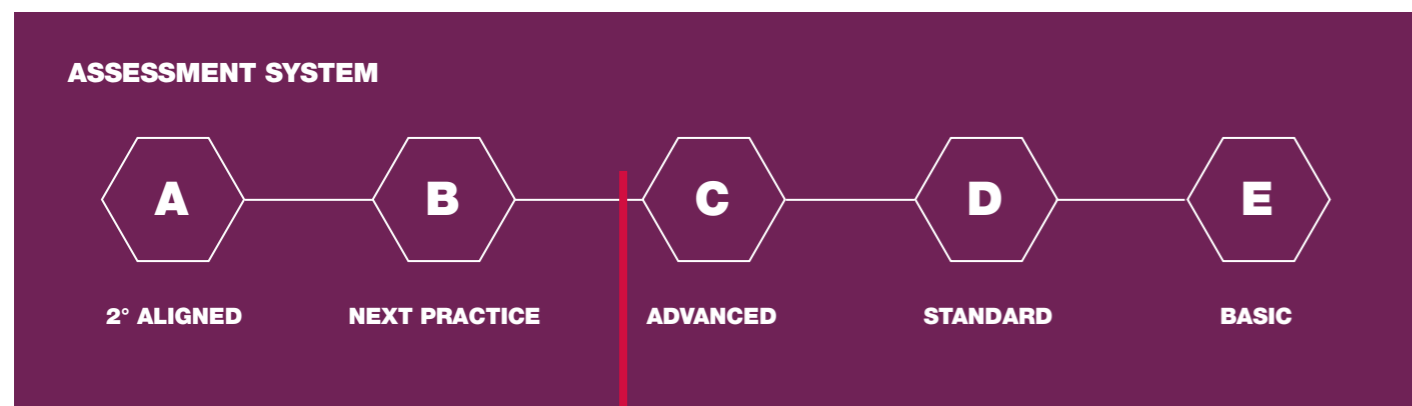 ASSESSMENT SYSTEM
A B C D E
2° ALIGNED NEXT PRACTICE ADVANCED STANDARD BASIC